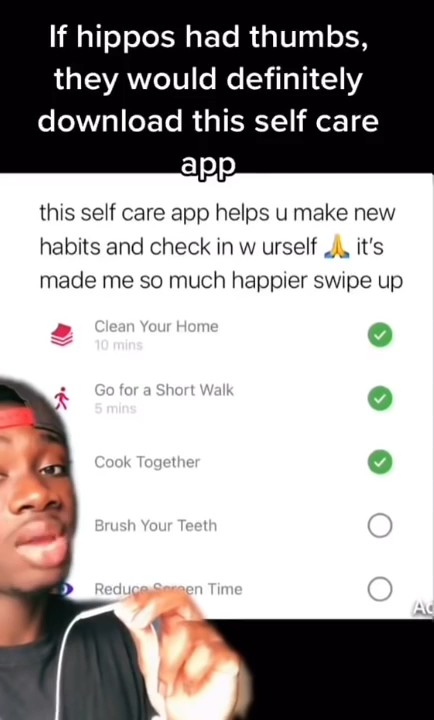 If hippos had thumbs,
they would definitely
download this self care
app
this self care app helps u make new
habits and check in w urself 🙏 it's
made me so much happier swipe up
Clean Your Home
10 mins
Go for a Short Walk
5 mins
Cook Together
Brush Your Teeth
Reduce Screen Time